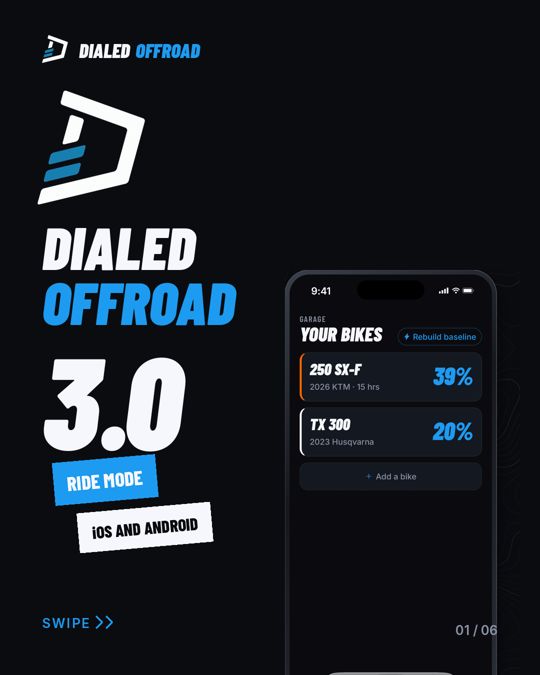 DIALED OFFROAD
DIALED
OFFROAD
3.0
RIDE MODE
iOS AND ANDROID
SWIPE
9:41
GARAGE
YOUR BIKES
Rebuild baseline
250 SX-F
2026 KTM · 15 hrs
39%
TX 300
2023 Husqvarna
20%
+ Add a bike
01 / 06